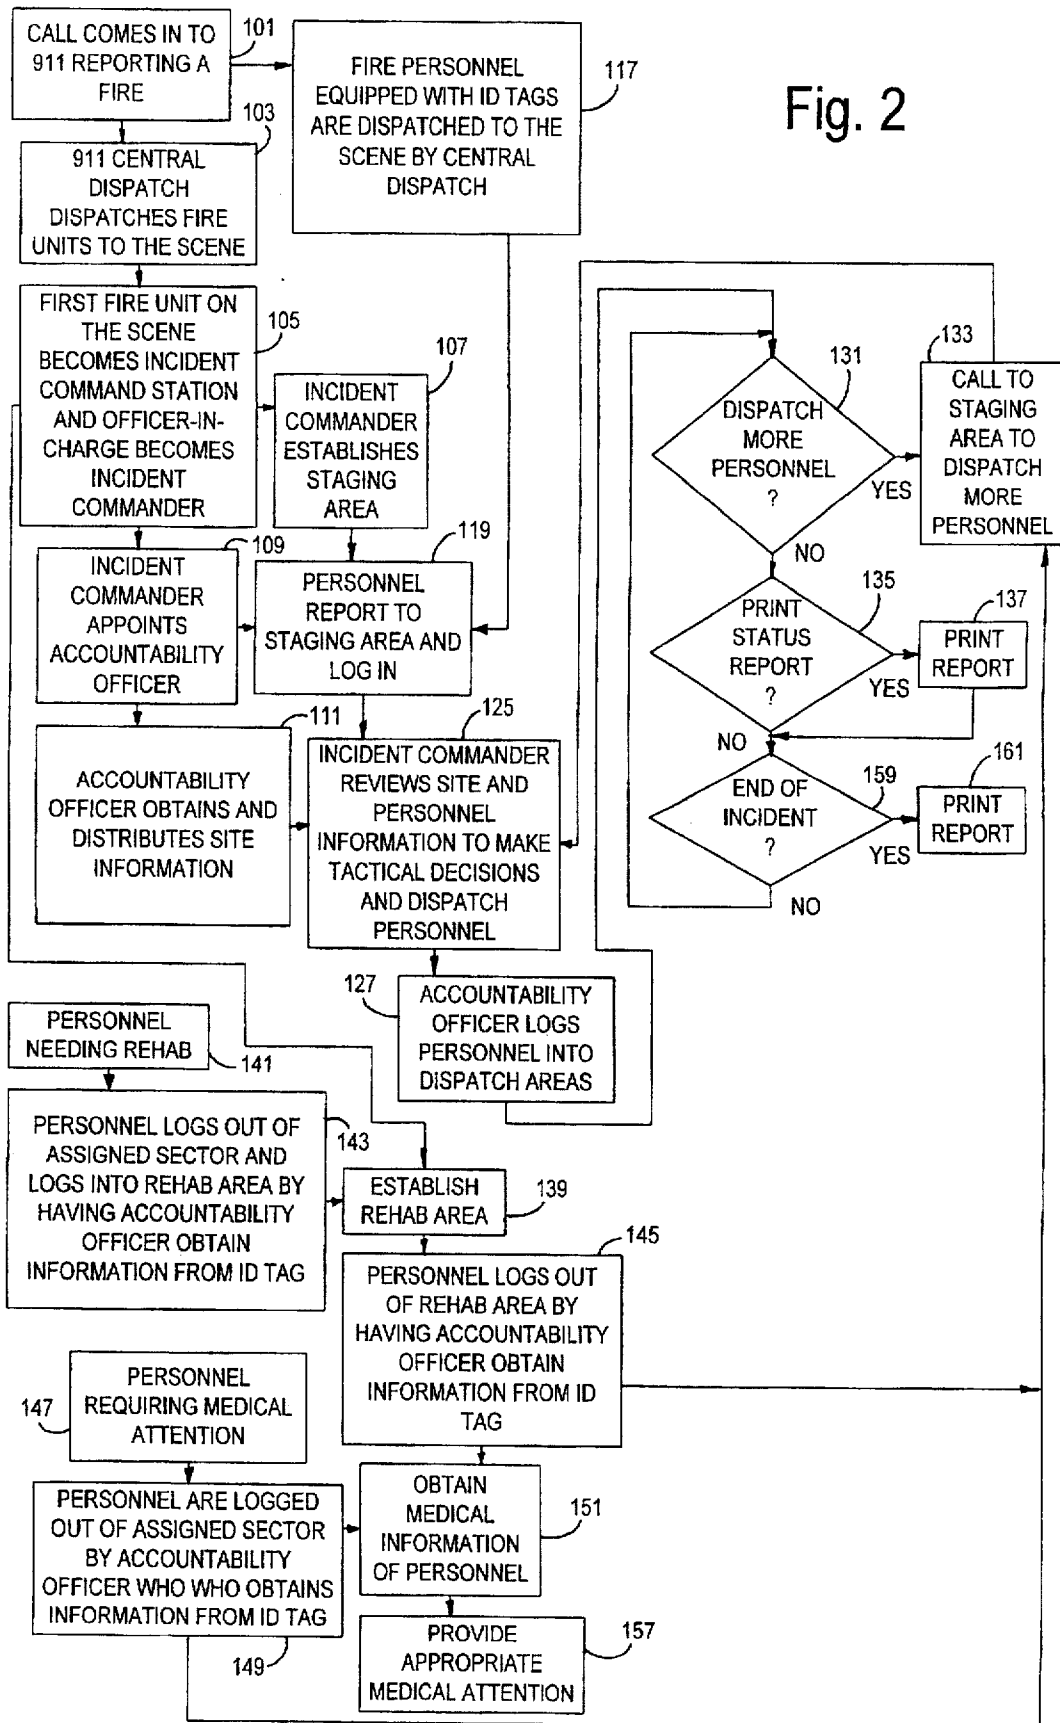 Fig. 2
CALL COMES IN TO
911 REPORTING A
FIRE
101
FIRE PERSONNEL
EQUIPPED WITH ID TAGS
ARE DISPATCHED TO THE
SCENE BY CENTRAL
DISPATCH
117
103
911 CENTRAL
DISPATCH
DISPATCHES FIRE
UNITS TO THE SCENE
FIRST FIRE UNIT ON
THE SCENE
BECOMES INCIDENT
COMMAND STATION
AND OFFICER-IN-
CHARGE BECOMES
INCIDENT
COMMANDER
105
107
INCIDENT
COMMANDER
ESTABLISHES
STAGING
AREA
109
INCIDENT
COMMANDER
APPOINTS
ACCOUNTABILITY
OFFICER
119
PERSONNEL
REPORT TO
STAGING AREA AND
LOG IN
111
ACCOUNTABILITY
OFFICER OBTAINS AND
DISTRIBUTES SITE
INFORMATION
125
INCIDENT COMMANDER
REVIEWS SITE AND
PERSONNEL
INFORMATION TO MAKE
TACTICAL DECISIONS
AND DISPATCH
PERSONNEL
127
ACCOUNTABILITY
OFFICER LOGS
PERSONNEL INTO
DISPATCH AREAS
131
DISPATCH
MORE
PERSONNEL
?
YES
NO
133
CALL TO
STAGING
AREA TO
DISPATCH
MORE
PERSONNEL
135
PRINT
STATUS
REPORT
?
YES
NO
137
PRINT
REPORT
159
END OF
INCIDENT
?
YES
NO
161
PRINT
REPORT
PERSONNEL
NEEDING REHAB
141
PERSONNEL LOGS OUT OF
ASSIGNED SECTOR AND
LOGS INTO REHAB AREA BY
HAVING ACCOUNTABILITY
OFFICER OBTAIN
INFORMATION FROM ID TAG
143
ESTABLISH
REHAB AREA
139
145
PERSONNEL LOGS OUT
OF REHAB AREA BY
HAVING ACCOUNTABILITY
OFFICER OBTAIN
INFORMATION FROM ID
TAG
147
PERSONNEL
REQUIRING MEDICAL
ATTENTION
PERSONNEL ARE LOGGED
OUT OF ASSIGNED SECTOR
BY ACCOUNTABILITY
OFFICER WHO WHO OBTAINS
INFORMATION FROM ID TAG
149
OBTAIN
MEDICAL
INFORMATION
OF PERSONNEL
151
PROVIDE
APPROPRIATE
MEDICAL ATTENTION
157